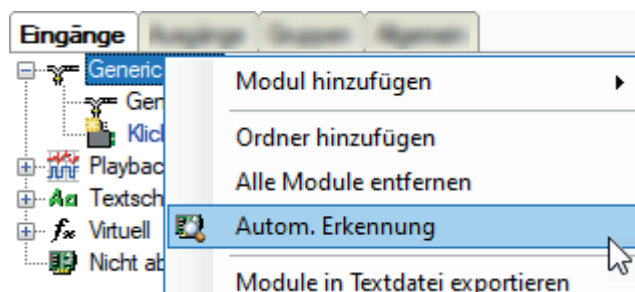 Eingänge
Generic
Modul hinzufügen
Gen
Klick
Ordner hinzufügen
Playbac
Alle Module entfernen
Textsch
Virtuell
Autom. Erkennung
Nicht ab
Module in Textdatei exportieren